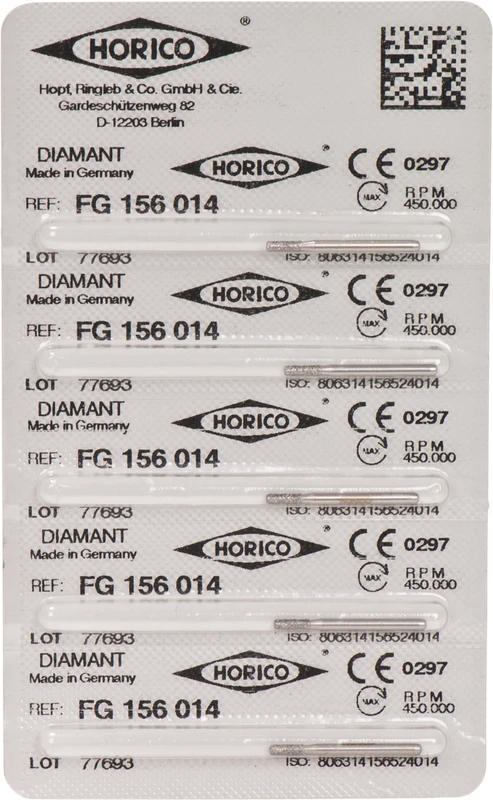 HORICO ®
Hopf, Ringleb & Co. GmbH & Cie.
Gardeschützenweg 82
D-12203 Berlin
DIAMANT HORICO ® CE 0297
Made in Germany
REF: FG 156 014 MAX RPM 450.000
LOT 77693 ISO: 806314156524014
DIAMANT HORICO ® CE 0297
Made in Germany
REF: FG 156 014 MAX RPM 450.000
LOT 77693 ISO: 806314156524014
DIAMANT HORICO ® CE 0297
Made in Germany
REF: FG 156 014 MAX RPM 450.000
LOT 77693 ISO: 806314156524014
DIAMANT HORICO ® CE 0297
Made in Germany
REF: FG 156 014 MAX RPM 450.000
LOT 77693 ISO: 806314156524014
DIAMANT HORICO ® CE 0297
Made in Germany
REF: FG 156 014 MAX RPM 450.000
LOT 77693 ISO: 806314156524014